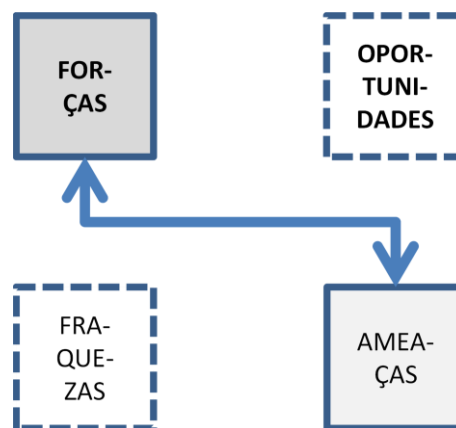 FOR-
ÇAS
OPOR-
TUNI-
DADES
FRA-
QUE-
ZAS
AMEA-
ÇAS